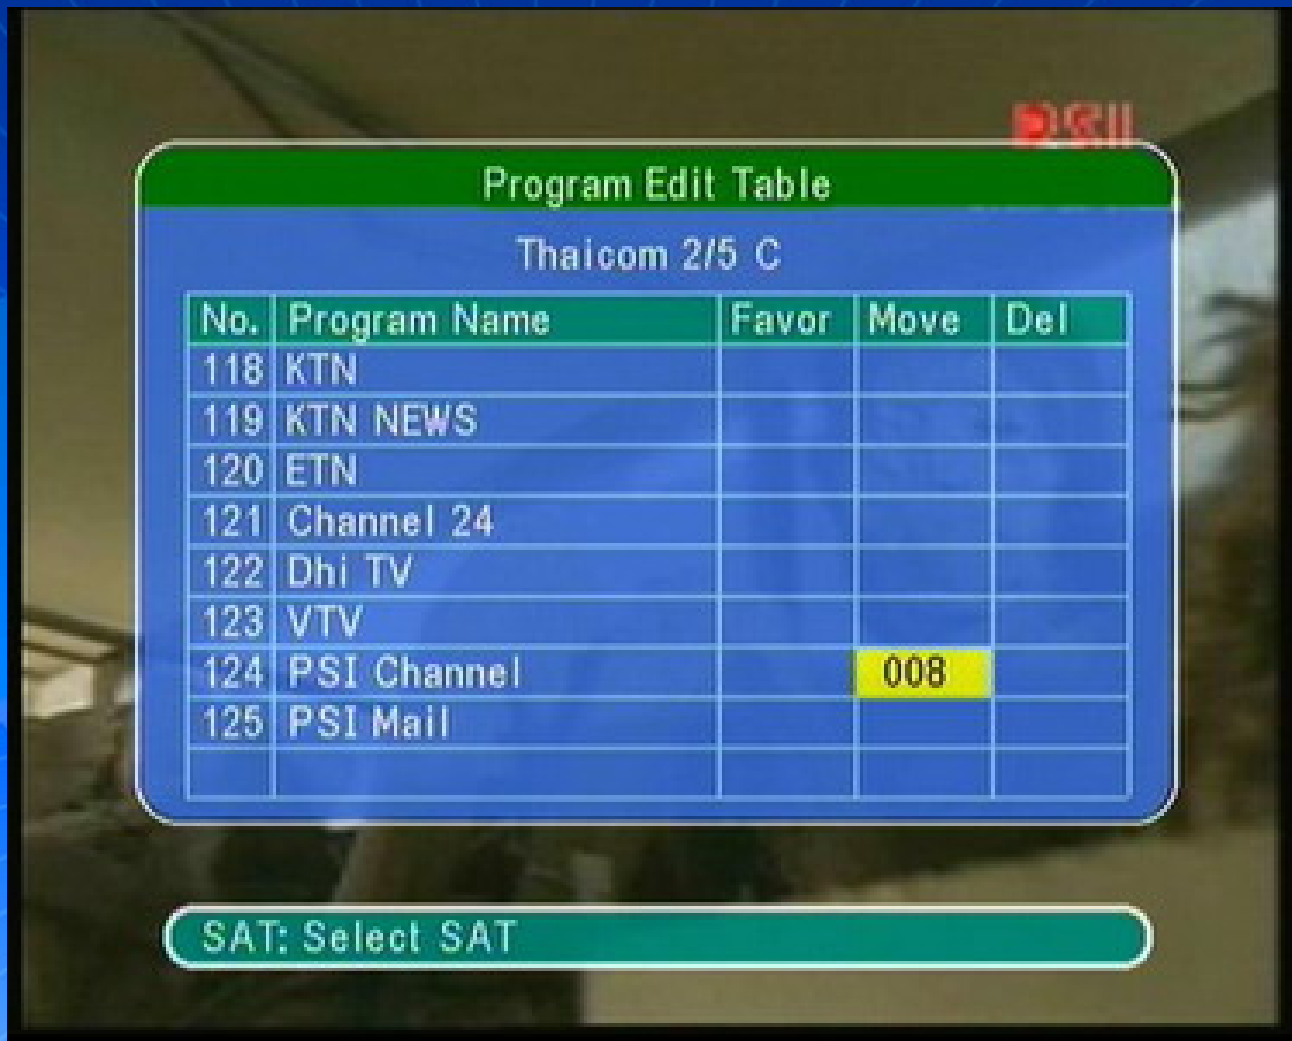 PSI
Program Edit Table
Thaicom 2/5 C
No. Program Name Favor Move Del
118 KTN
119 KTN NEWS
120 ETN
121 Channel 24
122 Dhi TV
123 VTV
124 PSI Channel 008
125 PSI Mail
SAT: Select SAT